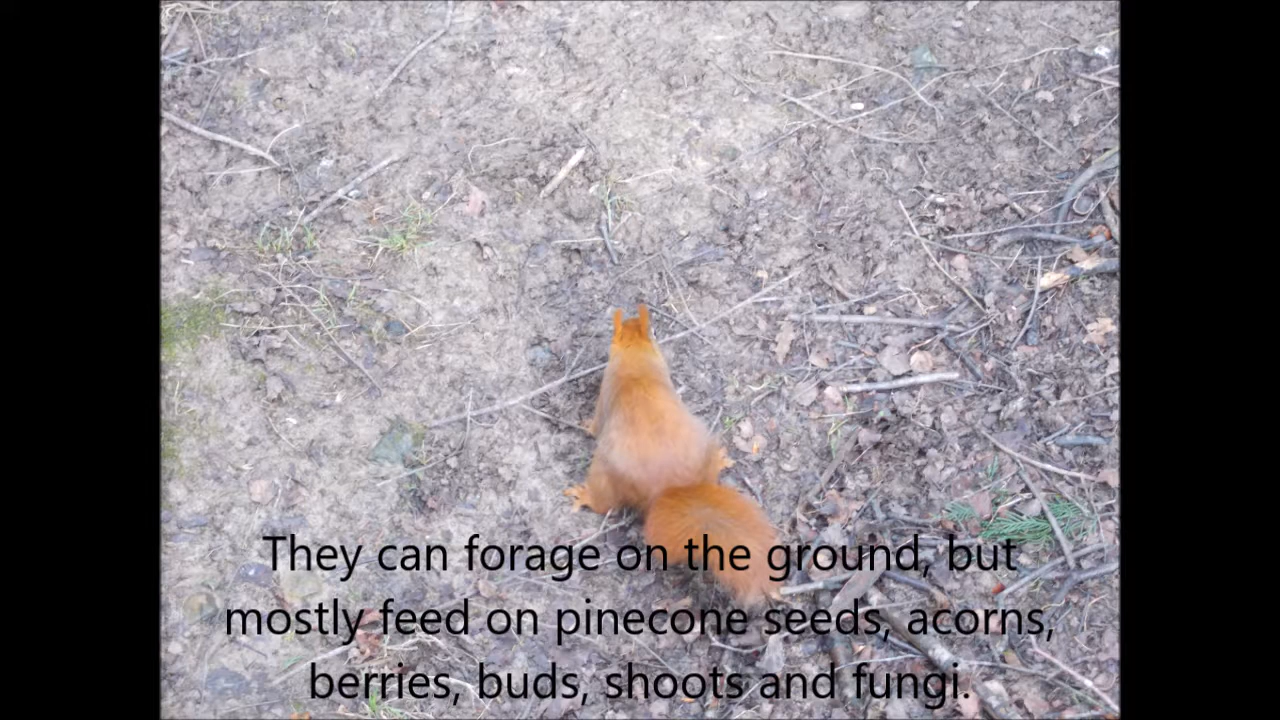 They can forage on the ground, but
mostly feed on pinecone seeds, acorns,
berries, buds, shoots and fungi.